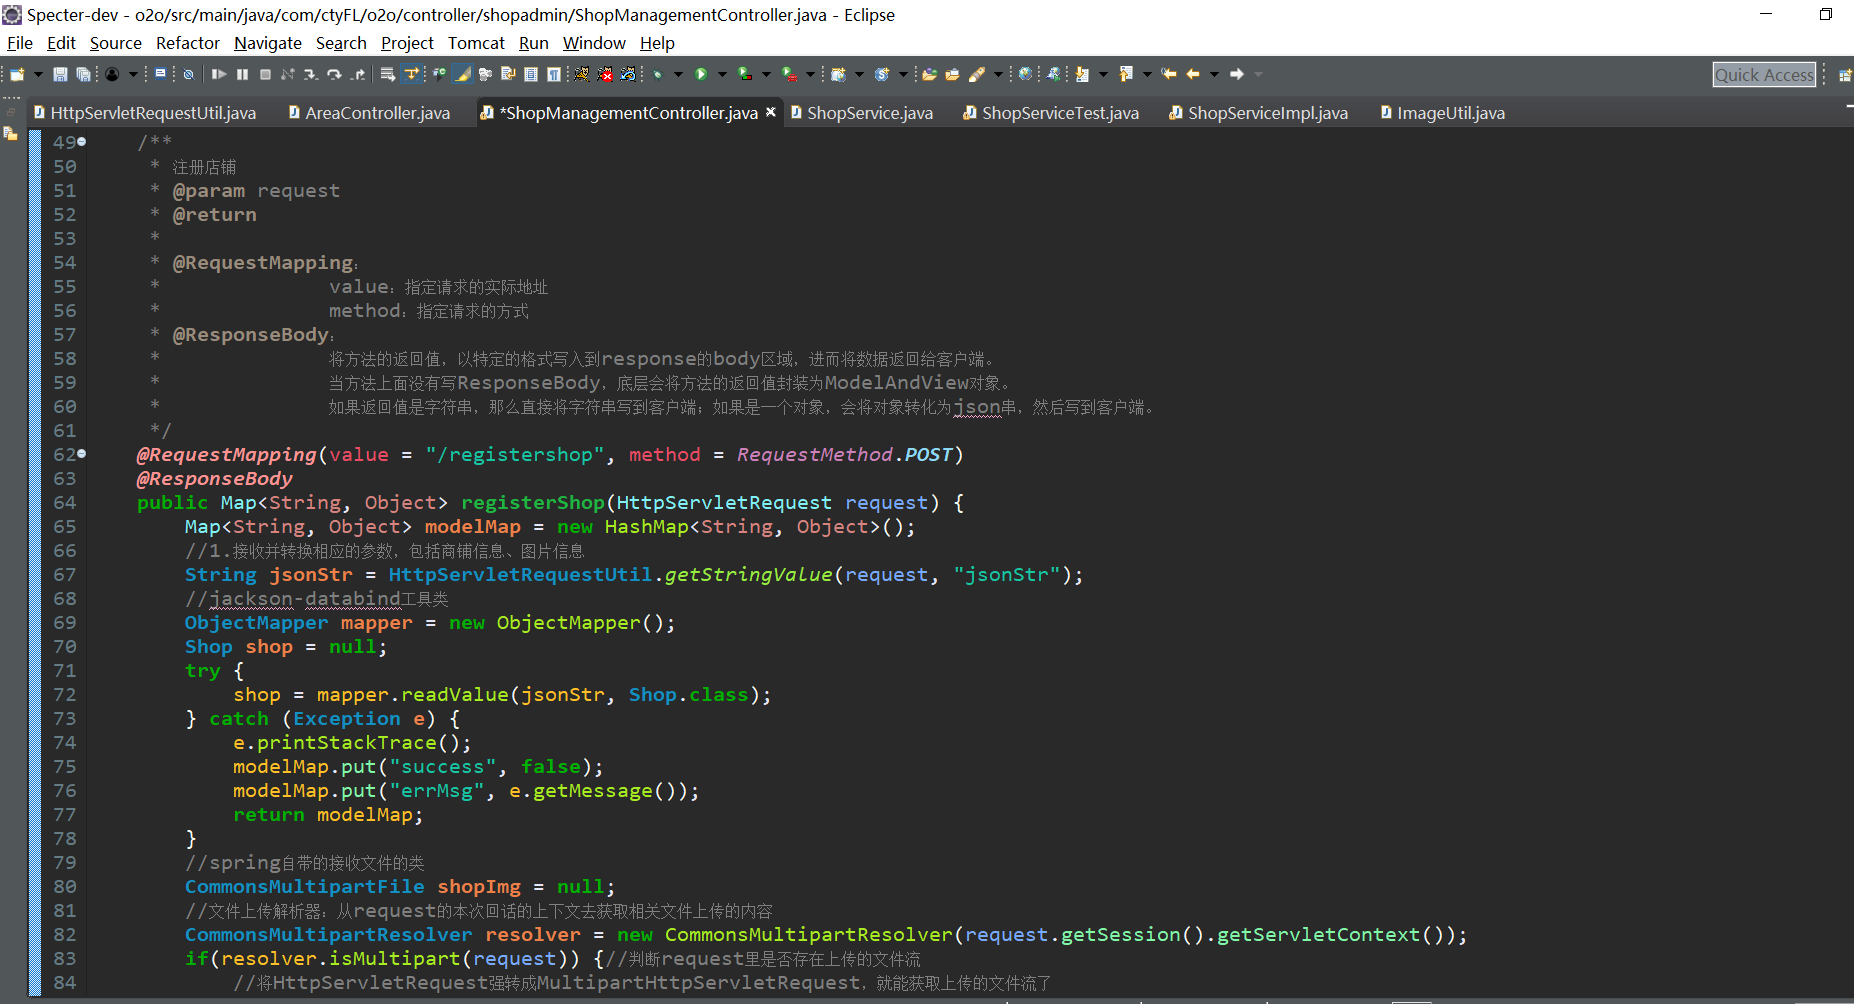 Specter-dev - o2o/src/main/java/com/ctyFL/o2o/controller/shopadmin/ShopManagementController.java - Eclipse
File Edit Source Refactor Navigate Search Project Tomcat Run Window Help
Quick Access
HttpServletRequestUtil.java AreaController.java *ShopManagementController.java ShopService.java ShopServiceTest.java ShopServiceImpl.java ImageUtil.java
49 /**
50 * 注册店铺
51 * @param request
52 * @return
53 *
54 * @RequestMapping：
55 * value：指定请求的实际地址
56 * method：指定请求的方式
57 * @ResponseBody：
58 * 将方法的返回值，以特定的格式写入到response的body区域，进而将数据返回给客户端。
59 * 当方法上面没有写ResponseBody，底层会将方法的返回值封装为ModelAndView对象。
60 * 如果返回值是字符串，那么直接将字符串写到客户端；如果是一个对象，会将对象转化为json串，然后写到客户端。
61 */
62 @RequestMapping(value = "/registershop", method = RequestMethod.POST)
63 @ResponseBody
64 public Map<String, Object> registerShop(HttpServletRequest request) {
65 Map<String, Object> modelMap = new HashMap<String, Object>();
66 //1.接收并转换相应的参数，包括商铺信息、图片信息
67 String jsonStr = HttpServletRequestUtil.getStringValue(request, "jsonStr");
68 //jackson-databind工具类
69 ObjectMapper mapper = new ObjectMapper();
70 Shop shop = null;
71 try {
72 shop = mapper.readValue(jsonStr, Shop.class);
73 } catch (Exception e) {
74 e.printStackTrace();
75 modelMap.put("success", false);
76 modelMap.put("errMsg", e.getMessage());
77 return modelMap;
78 }
79 //spring自带的接收文件的类
80 CommonsMultipartFile shopImg = null;
81 //文件上传解析器：从request的本次回话的上下文去获取相关文件上传的内容
82 CommonsMultipartResolver resolver = new CommonsMultipartResolver(request.getSession().getServletContext());
83 if(resolver.isMultipart(request)) {//判断request里是否存在上传的文件流
84 //将HttpServletRequest强转成MultipartHttpServletRequest，就能获取上传的文件流了